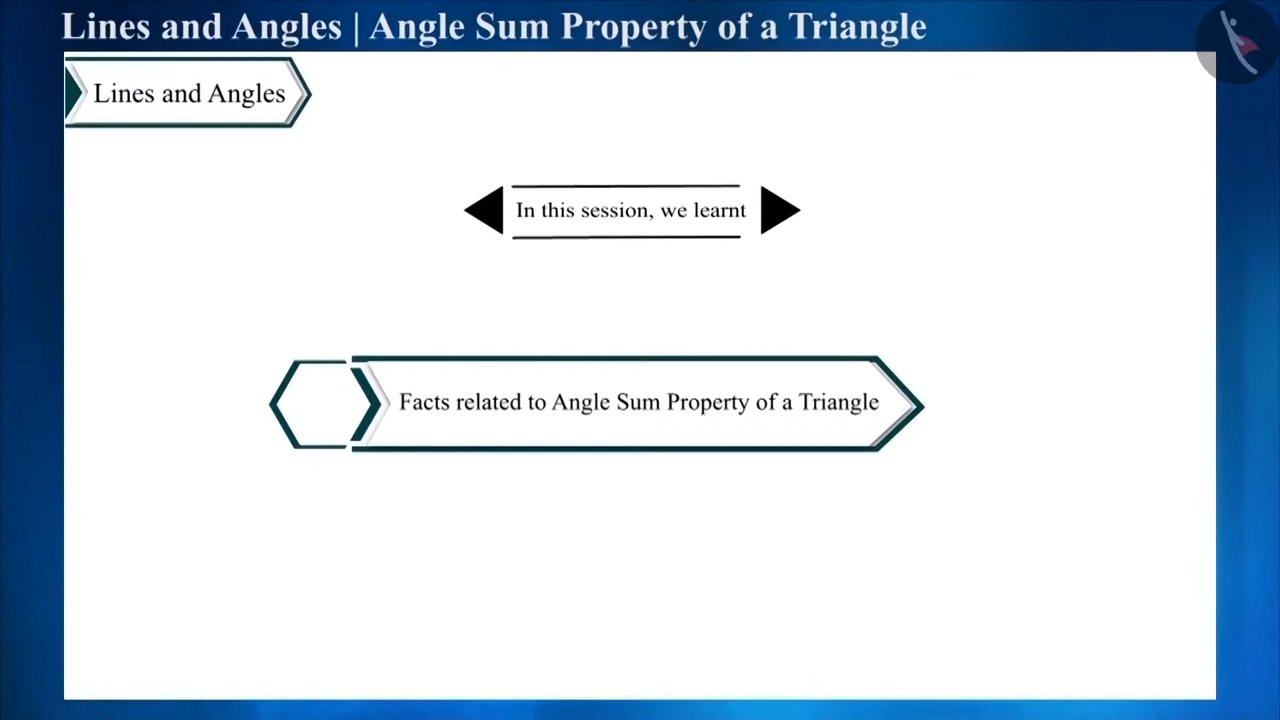 Lines and Angles | Angle Sum Property of a Triangle
Lines and Angles
In this session, we learnt
Facts related to Angle Sum Property of a Triangle